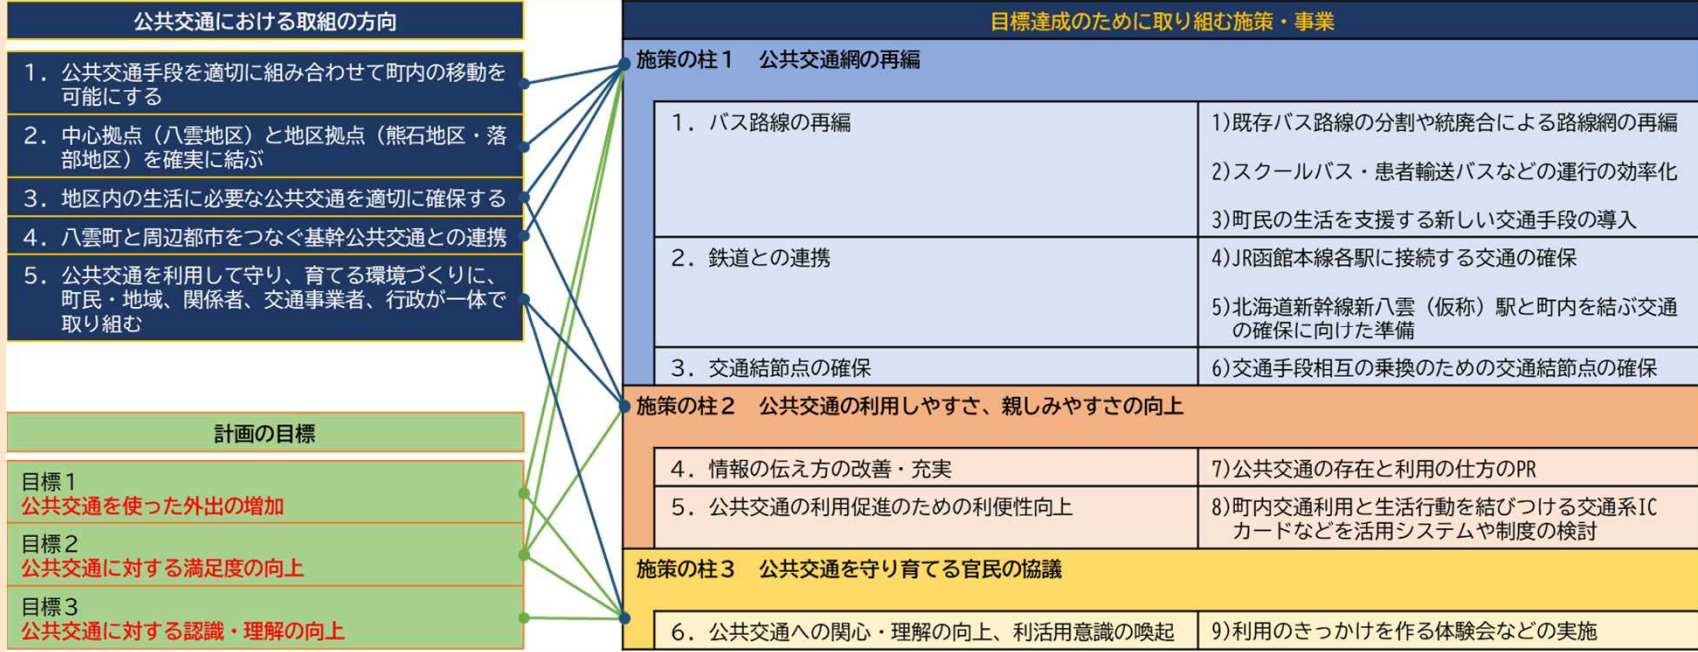 公共交通における取組の方向
1．公共交通手段を適切に組み合わせて町内の移動を
可能にする
2．中心拠点（八雲地区）と地区拠点（熊石地区・落
部地区）を確実に結ぶ
3．地区内の生活に必要な公共交通を適切に確保する
4．八雲町と周辺都市をつなぐ基幹公共交通との連携
5．公共交通を利用して守り、育てる環境づくりに、
町民・地域、関係者、交通事業者、行政が一体で
取り組む
計画の目標
目標1
公共交通を使った外出の増加
目標2
公共交通に対する満足度の向上
目標3
公共交通に対する認識・理解の向上
目標達成のために取り組む施策・事業
施策の柱1　公共交通網の再編
1．バス路線の再編
1)既存バス路線の分割や統廃合による路線網の再編
2)スクールバス・患者輸送バスなどの運行の効率化
3)町民の生活を支援する新しい交通手段の導入
2．鉄道との連携
4)JR函館本線各駅に接続する交通の確保
5)北海道新幹線新八雲（仮称）駅と町内を結ぶ交通
の確保に向けた準備
3．交通結節点の確保
6)交通手段相互の乗換のための交通結節点の確保
施策の柱2　公共交通の利用しやすさ、親しみやすさの向上
4．情報の伝え方の改善・充実
7)公共交通の存在と利用の仕方のPR
5．公共交通の利用促進のための利便性向上
8)町内交通利用と生活行動を結びつける交通系IC
カードなどを活用システムや制度の検討
施策の柱3　公共交通を守り育てる官民の協議
6．公共交通への関心・理解の向上、利活用意識の喚起
9)利用のきっかけを作る体験会などの実施